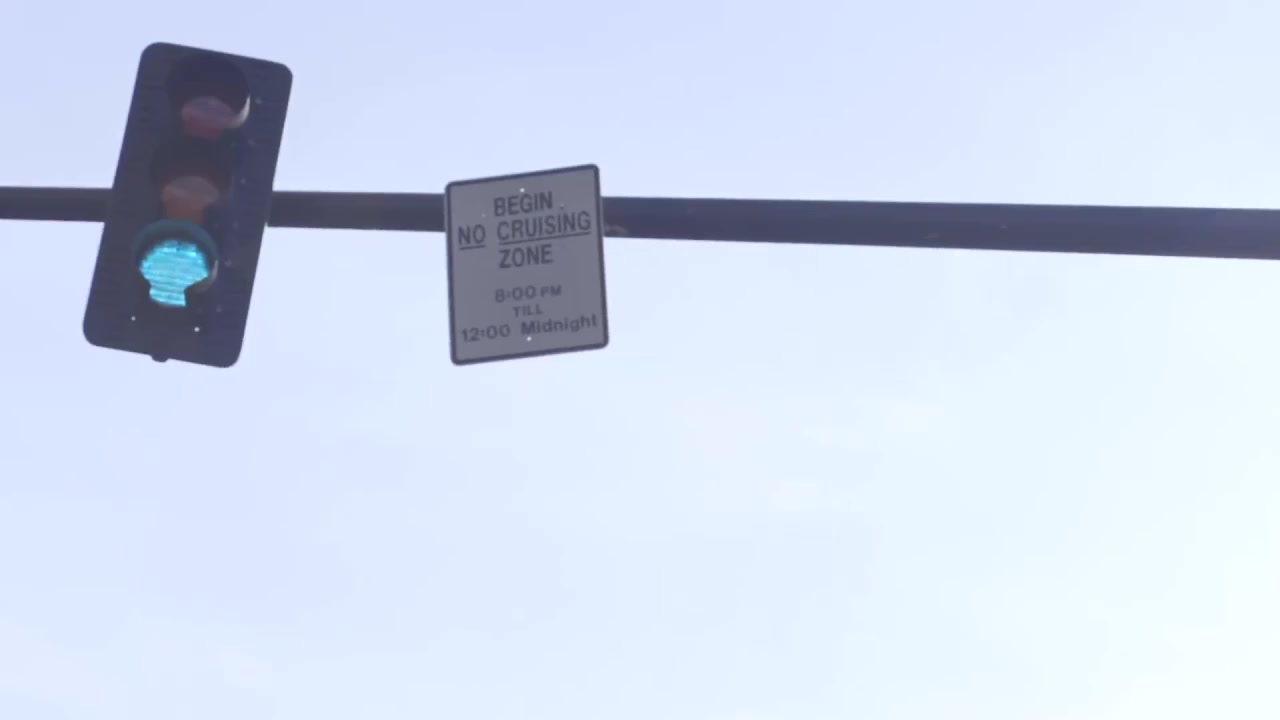 BEGIN
NO CRUISING
ZONE
8:00 PM
TILL
12:00 Midnight